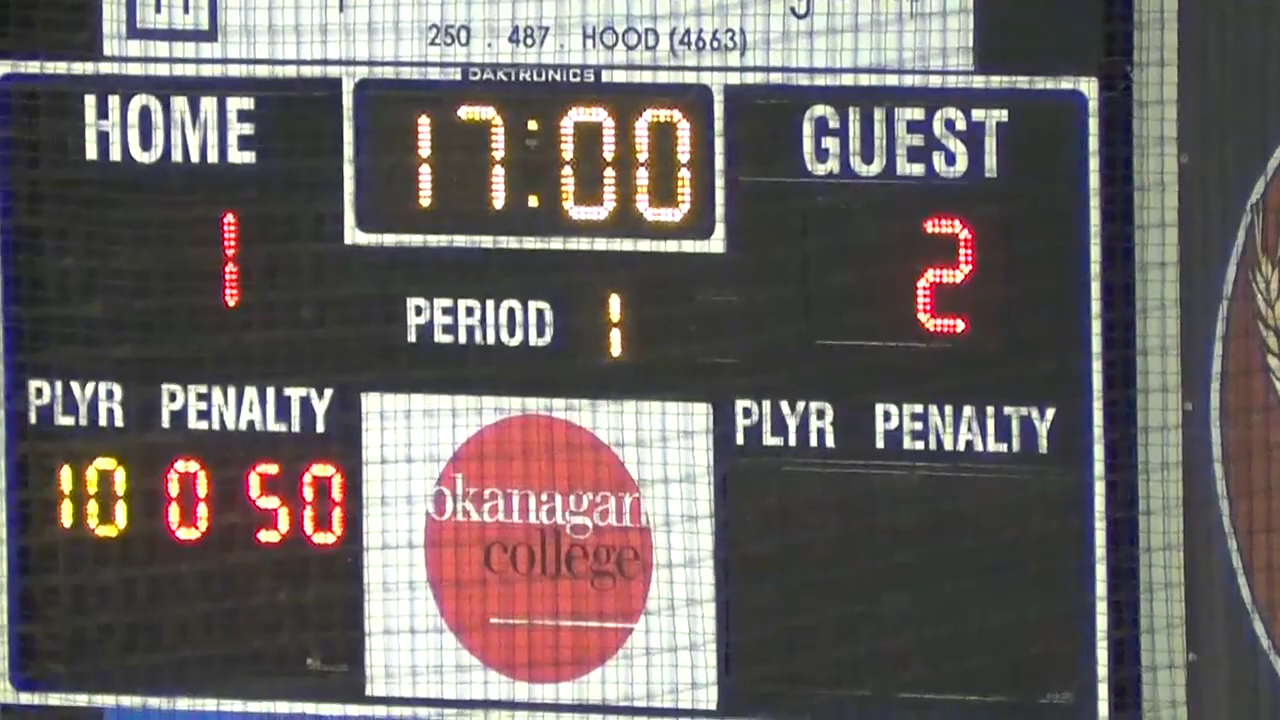 250 . 487 . HOOD (4663)
DAKTRONICS
HOME 17:00 GUEST
1 2
PERIOD 1
PLYR PENALTY PLYR PENALTY
10 0 50
okanagan
college